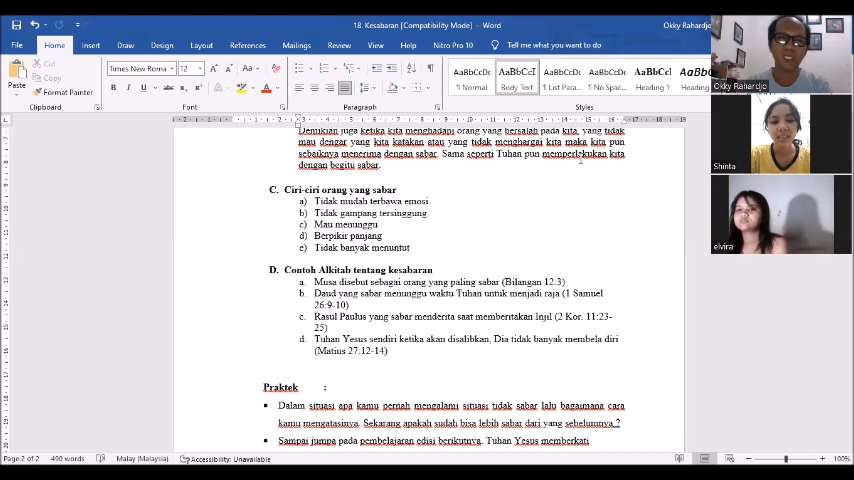 18. Kesabaran [Compatibility Mode] - Word
Okky Rahardjo
File Home Insert Draw Design Layout References Mailings Review View Help Nitro Pro 10 Tell me what you want to do
Paste
Cut
Copy
Format Painter
Clipboard
Times New Roma 12
Font
Paragraph
AaBbCcDc AaBbCcI AaBbCcDc AaBbCcDc AaBbCcl AaBbCcD
¶ Normal Body Text ¶ List Para... ¶ No Spac... Heading 1 Heading
Styles
Demikian juga ketika kita menghadapi orang yang bersalah pada kita, yang tidak
mau dengar yang kita katakan atau yang tidak menghargai kita maka kita pun
sebaiknya menerima dengan sabar. Sama seperti Tuhan pun memperlakukan kita
dengan begitu sabar.
C. Ciri-ciri orang yang sabar
a) Tidak mudah terbawa emosi
b) Tidak gampang tersinggung
c) Mau menunggu
d) Berpikir panjang
e) Tidak banyak menuntut
D. Contoh Alkitab tentang kesabaran
a. Musa disebut sebagai orang yang paling sabar (Bilangan 12:3)
b. Daud yang sabar menunggu waktu Tuhan untuk menjadi raja (1 Samuel
26:9-10)
c. Rasul Paulus yang sabar menderita saat memberitakan Injil (2 Kor. 11:23-
25)
d. Tuhan Yesus sendiri ketika akan disalibkan, Dia tidak banyak membela diri
(Matius 27:12-14)
Praktek :
• Dalam situasi apa kamu pernah mengalami situasi tidak sabar lalu bagaimana cara
kamu mengatasinya. Sekarang apakah sudah bisa lebih sabar dari yang sebelumnya ?
• Sampai jumpa pada pembelajaran edisi berikutnya. Tuhan Yesus memberkati
Page 2 of 2 490 words Malay (Malaysia) Accessibility: Unavailable 100%
Okky Rahardjo
Shinta
elvira